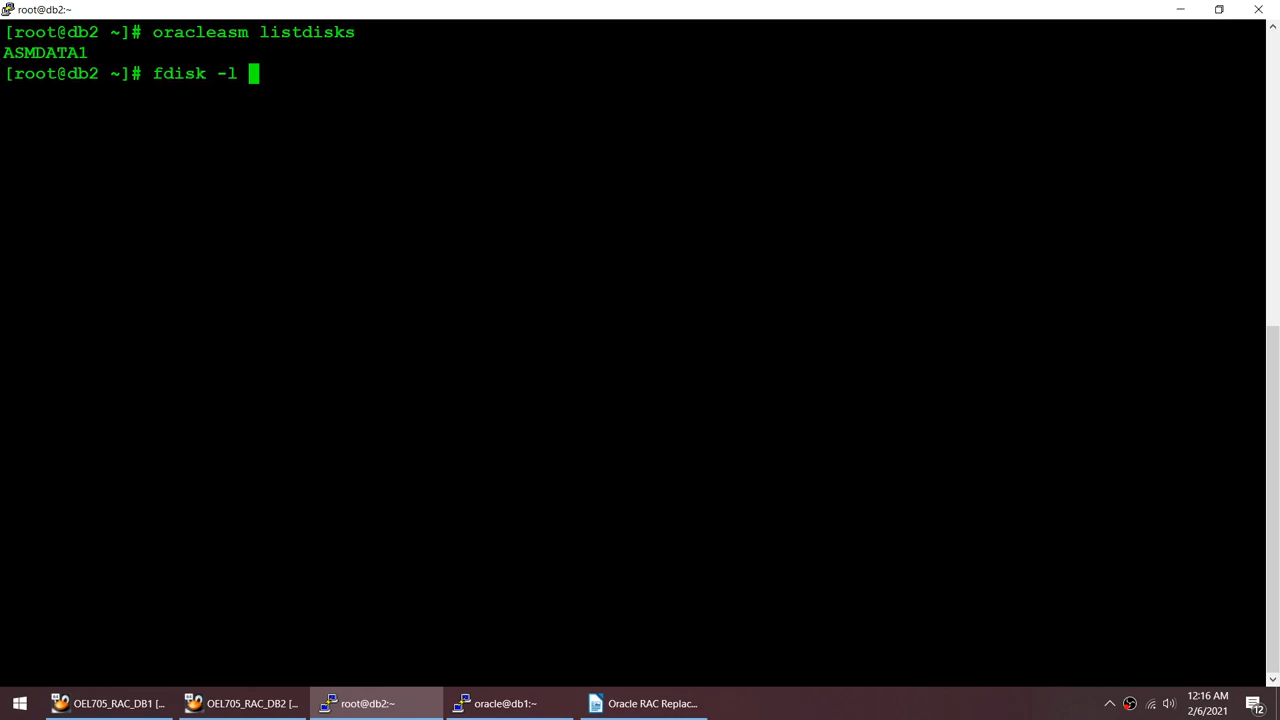 root@db2:~
[root@db2 ~]# oracleasm listdisks
ASMDATA1
[root@db2 ~]# fdisk -l
OEL705_RAC_DB1 [...
OEL705_RAC_DB2 [...
root@db2:~
oracle@db1:~
Oracle RAC Replac...
12:16 AM
2/6/2021
12